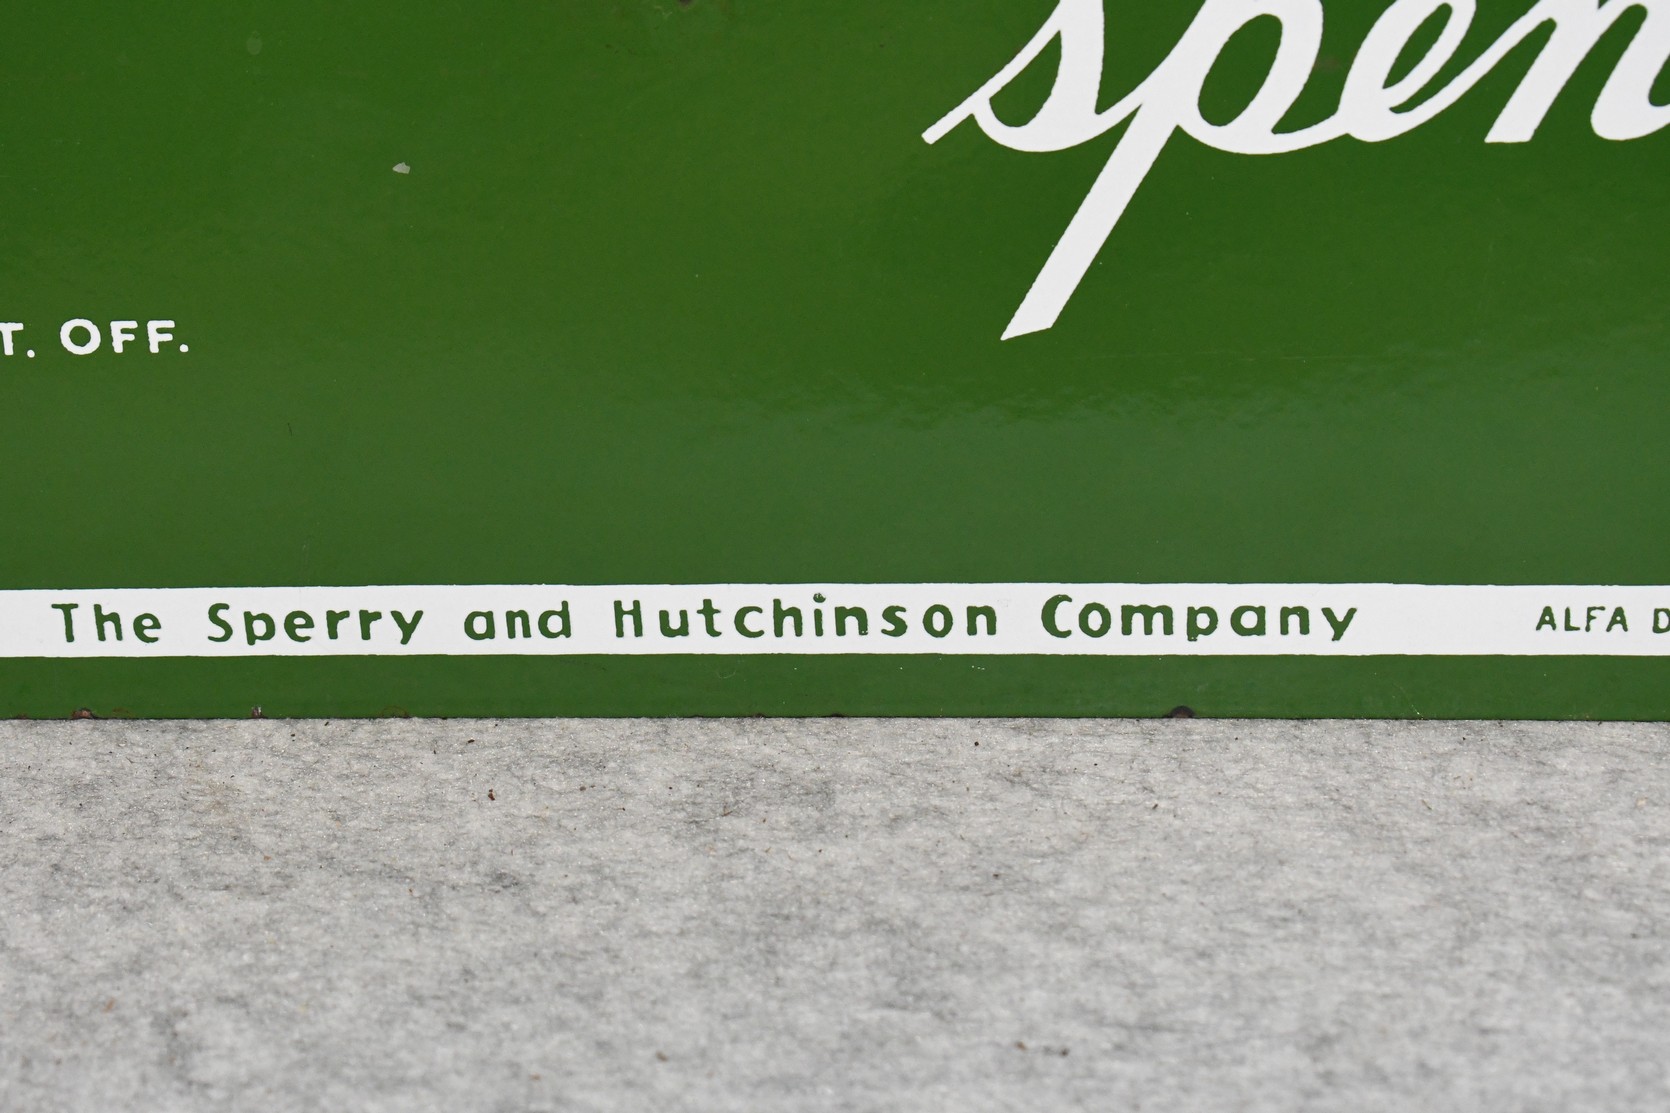 spen
T. OFF.
The Sperry and Hutchinson Company ALFA D